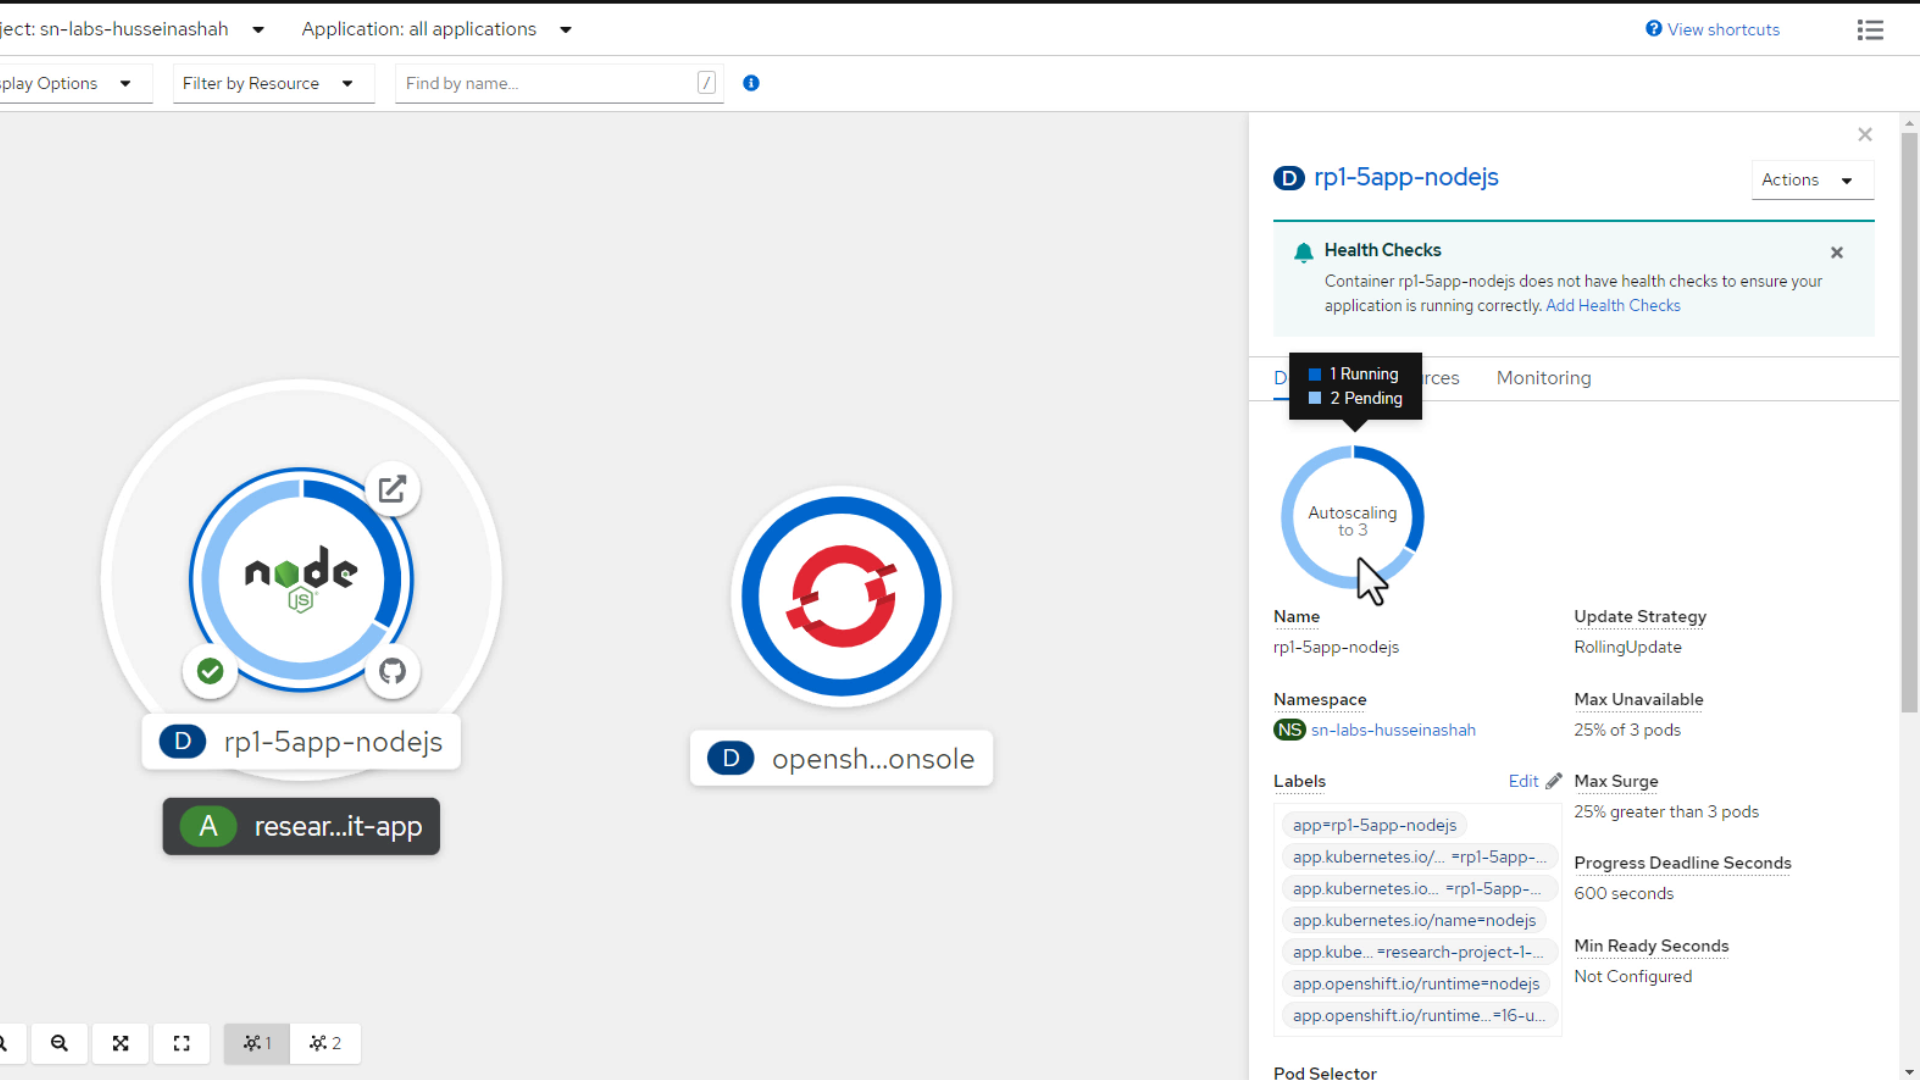 ject: sn-labs-husseinashah
Application: all applications
View shortcuts
splay Options
Filter by Resource
Find by name...
/
D rp1-5app-nodejs
Actions
Health Checks
Container rp1-5app-nodejs does not have health checks to ensure your
application is running correctly. Add Health Checks
1 Running
2 Pending
D
rces
Monitoring
Autoscaling
to 3
node
JS
D rp1-5app-nodejs
A resear...it-app
D opensh...onsole
Name
rp1-5app-nodejs
Update Strategy
RollingUpdate
Namespace
NS sn-labs-husseinashah
Max Unavailable
25% of 3 pods
Labels
Edit
Max Surge
25% greater than 3 pods
app=rp1-5app-nodejs
app.kubernetes.io/... =rp1-5app-...
app.kubernetes.io... =rp1-5app-...
app.kubernetes.io/name=nodejs
app.kube... =research-project-1-...
app.openshift.io/runtime=nodejs
app.openshift.io/runtime...=16-u...
Progress Deadline Seconds
600 seconds
Min Ready Seconds
Not Configured
1
2
Pod Selector